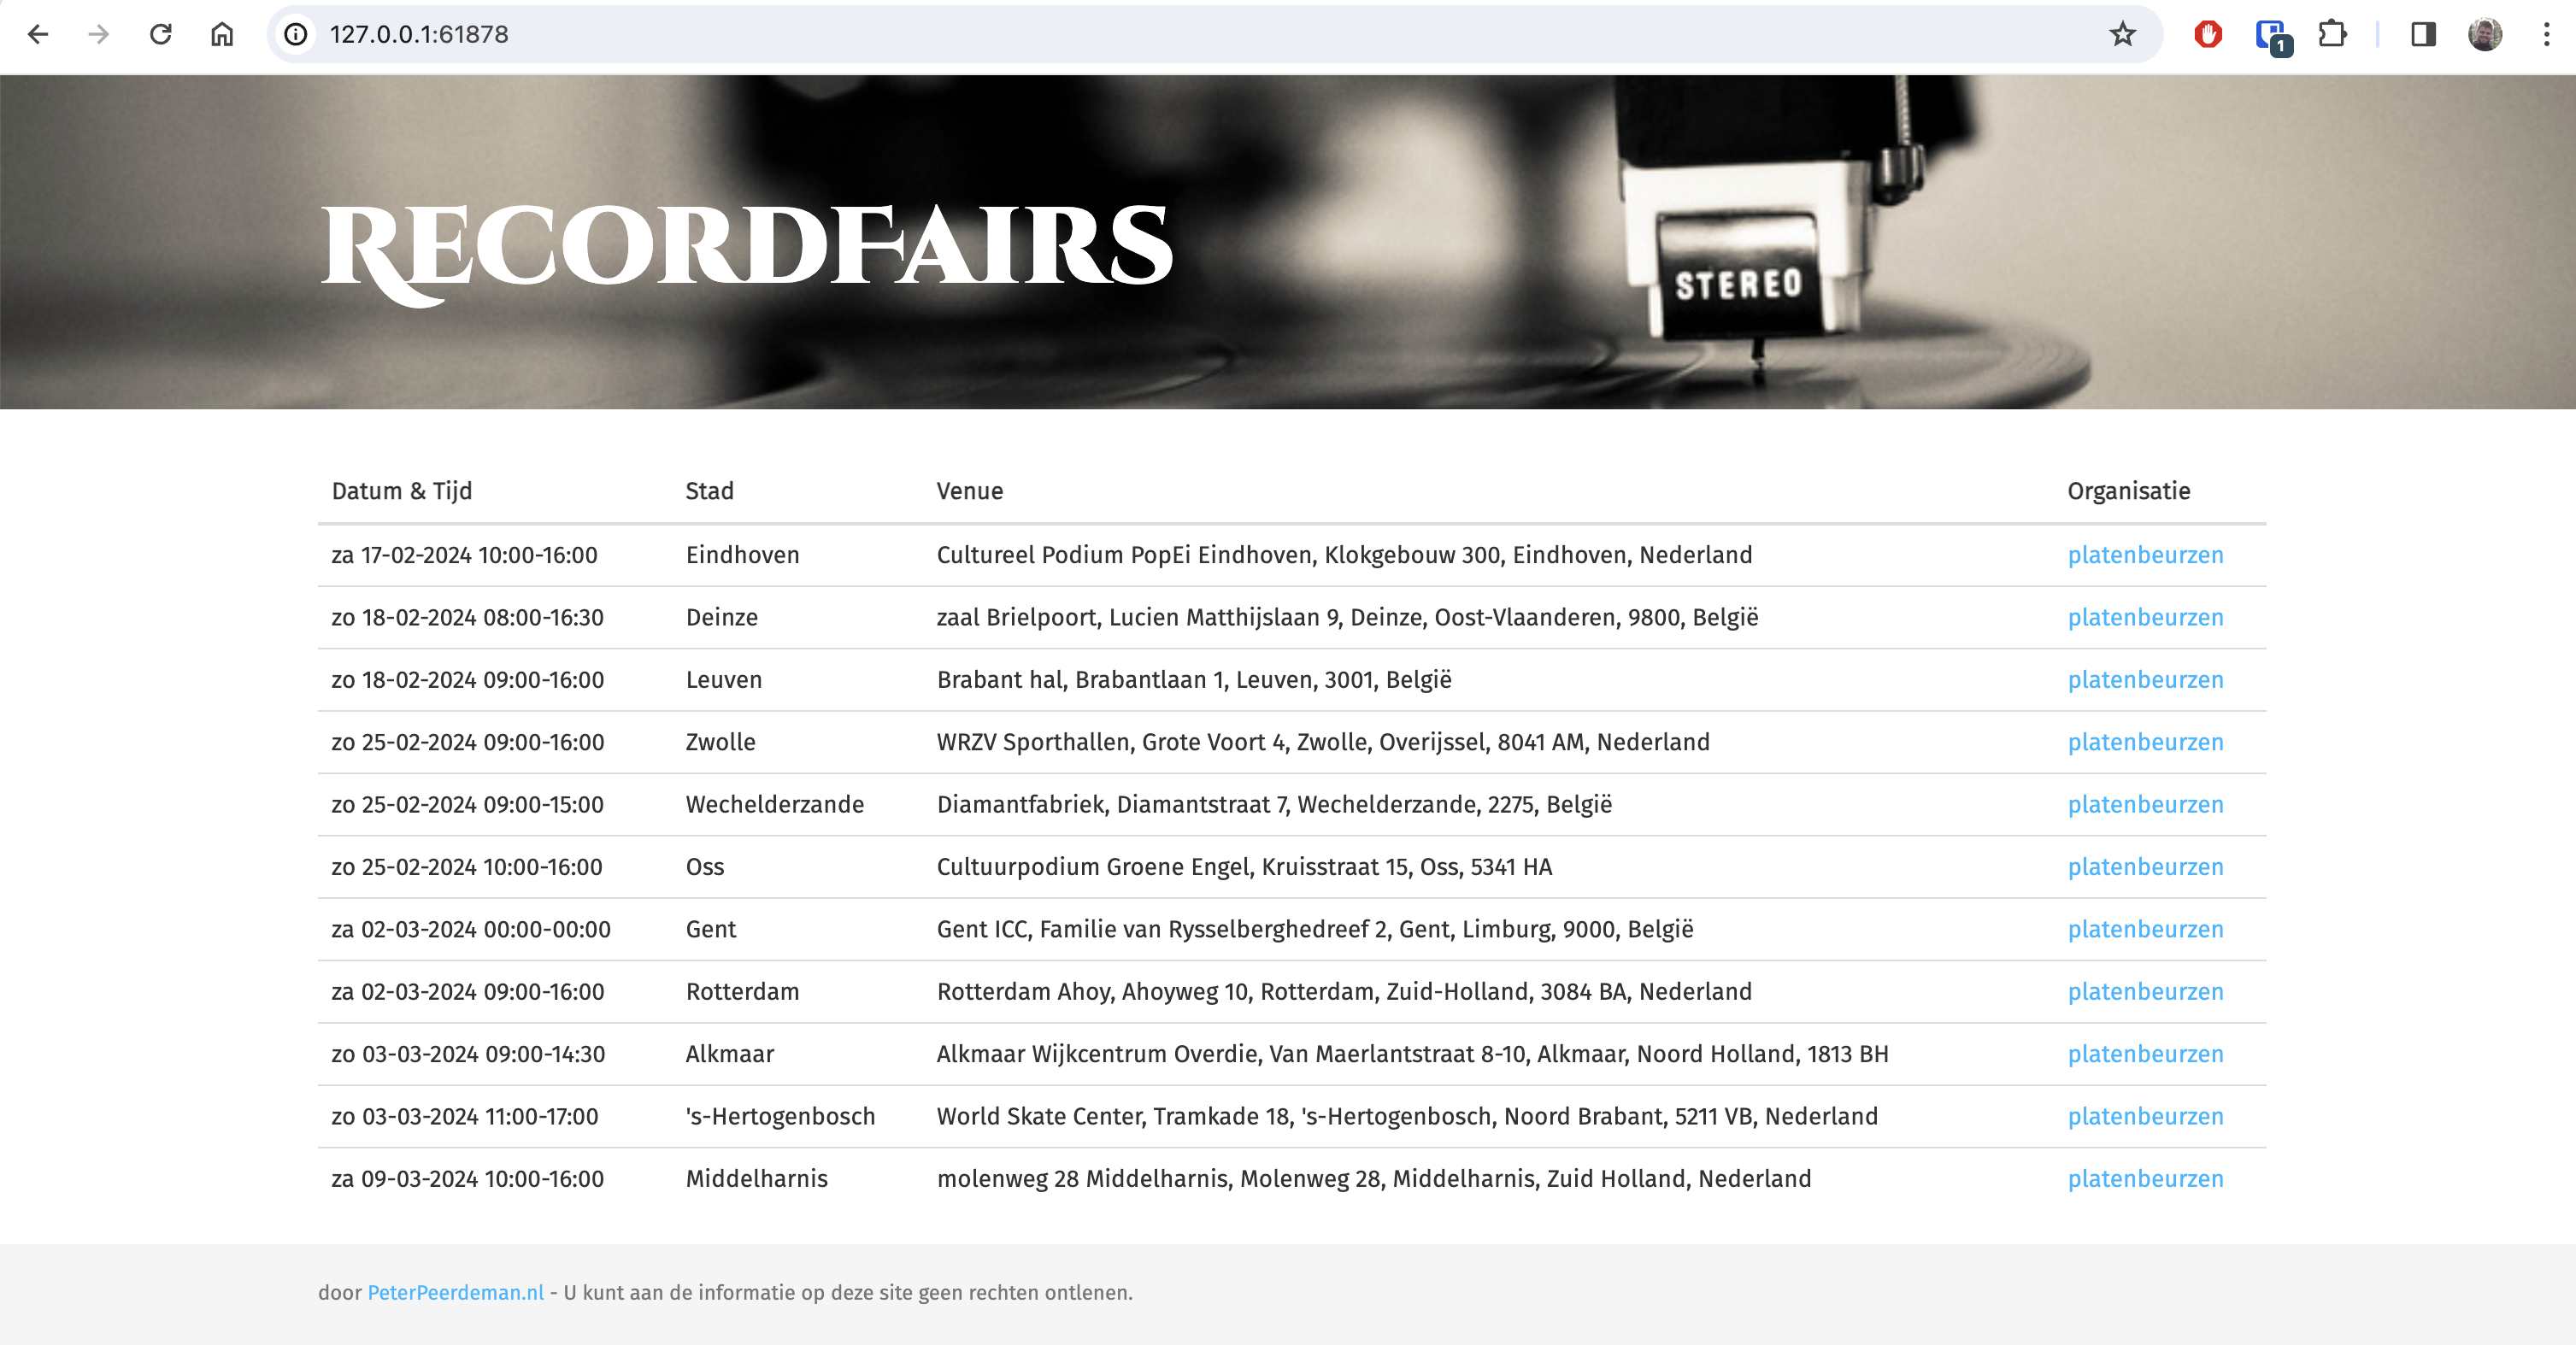 127.0.0.1:61878
1
RECORDFAIRS
STEREO
Datum & Tijd Stad Venue Organisatie
za 17-02-2024 10:00-16:00 Eindhoven Cultureel Podium PopEi Eindhoven, Klokgebouw 300, Eindhoven, Nederland platenbeurzen
zo 18-02-2024 08:00-16:30 Deinze zaal Brielpoort, Lucien Matthijslaan 9, Deinze, Oost-Vlaanderen, 9800, België platenbeurzen
zo 18-02-2024 09:00-16:00 Leuven Brabant hal, Brabantlaan 1, Leuven, 3001, België platenbeurzen
zo 25-02-2024 09:00-16:00 Zwolle WRZV Sporthallen, Grote Voort 4, Zwolle, Overijssel, 8041 AM, Nederland platenbeurzen
zo 25-02-2024 09:00-15:00 Wechelderzande Diamantfabriek, Diamantstraat 7, Wechelderzande, 2275, België platenbeurzen
zo 25-02-2024 10:00-16:00 Oss Cultuurpodium Groene Engel, Kruisstraat 15, Oss, 5341 HA platenbeurzen
za 02-03-2024 00:00-00:00 Gent Gent ICC, Familie van Rysselberghedreef 2, Gent, Limburg, 9000, België platenbeurzen
za 02-03-2024 09:00-16:00 Rotterdam Rotterdam Ahoy, Ahoyweg 10, Rotterdam, Zuid-Holland, 3084 BA, Nederland platenbeurzen
zo 03-03-2024 09:00-14:30 Alkmaar Alkmaar Wijkcentrum Overdie, Van Maerlantstraat 8-10, Alkmaar, Noord Holland, 1813 BH platenbeurzen
zo 03-03-2024 11:00-17:00 's-Hertogenbosch World Skate Center, Tramkade 18, 's-Hertogenbosch, Noord Brabant, 5211 VB, Nederland platenbeurzen
za 09-03-2024 10:00-16:00 Middelharnis molenweg 28 Middelharnis, Molenweg 28, Middelharnis, Zuid Holland, Nederland platenbeurzen
door PeterPeerdeman.nl - U kunt aan de informatie op deze site geen rechten ontlenen.